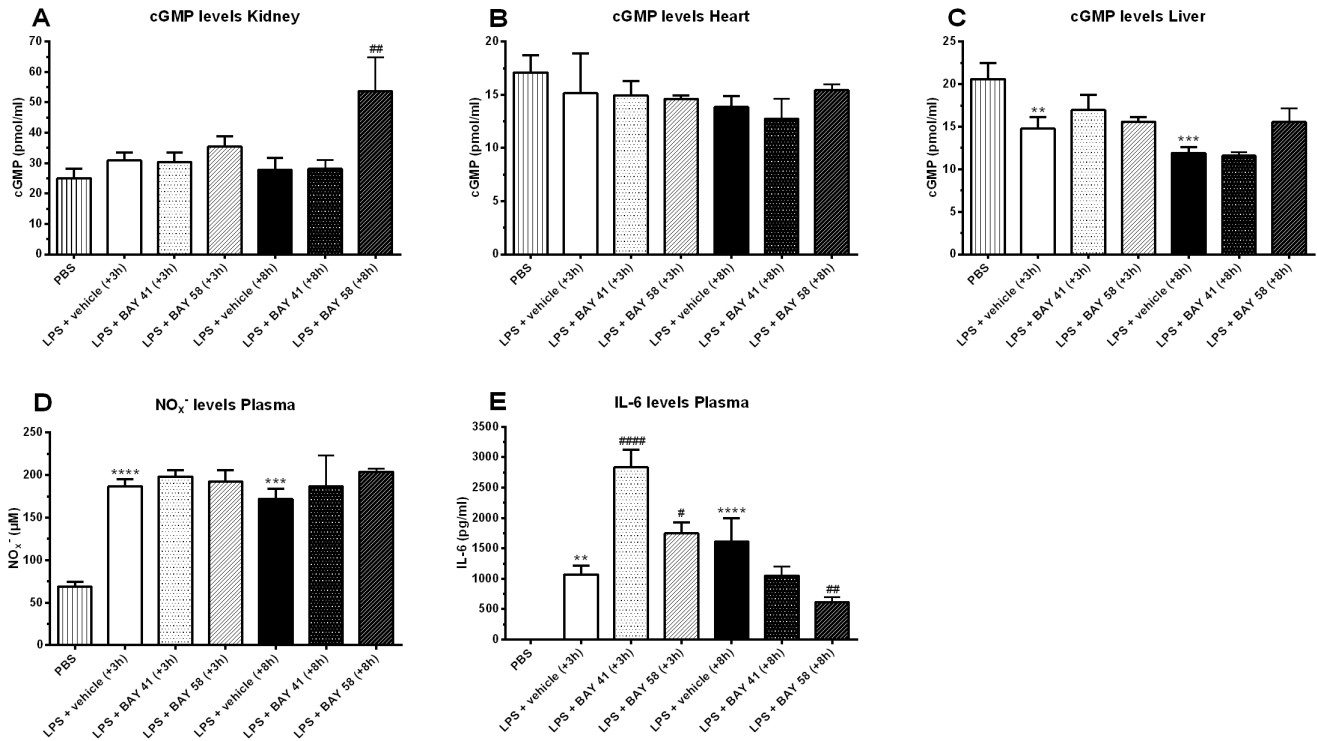 A
cGMP levels Kidney
cGMP (pmol/ml)
70
60
50
40
30
20
10
0
##
PBS
LPS + vehicle (+3h)
LPS + BAY 41 (+3h)
LPS + BAY 58 (+3h)
LPS + vehicle (+8h)
LPS + BAY 41 (+8h)
LPS + BAY 58 (+8h)
B
cGMP levels Heart
cGMP (pmol/ml)
20
15
10
5
0
PBS
LPS + vehicle (+3h)
LPS + BAY 41 (+3h)
LPS + BAY 58 (+3h)
LPS + vehicle (+8h)
LPS + BAY 41 (+8h)
LPS + BAY 58 (+8h)
C
cGMP levels Liver
cGMP (pmol/ml)
25
20
15
10
5
0
**
***
PBS
LPS + vehicle (+3h)
LPS + BAY 41 (+3h)
LPS + BAY 58 (+3h)
LPS + vehicle (+8h)
LPS + BAY 41 (+8h)
LPS + BAY 58 (+8h)
D
NOₓ⁻ levels Plasma
NOₓ⁻ (µM)
250
200
150
100
50
0
****
***
PBS
LPS + vehicle (+3h)
LPS + BAY 41 (+3h)
LPS + BAY 58 (+3h)
LPS + vehicle (+8h)
LPS + BAY 41 (+8h)
LPS + BAY 58 (+8h)
E
IL-6 levels Plasma
IL-6 (pg/ml)
3500
3000
2500
2000
1500
1000
500
0
**
####
#
****
##
PBS
LPS + vehicle (+3h)
LPS + BAY 41 (+3h)
LPS + BAY 58 (+3h)
LPS + vehicle (+8h)
LPS + BAY 41 (+8h)
LPS + BAY 58 (+8h)